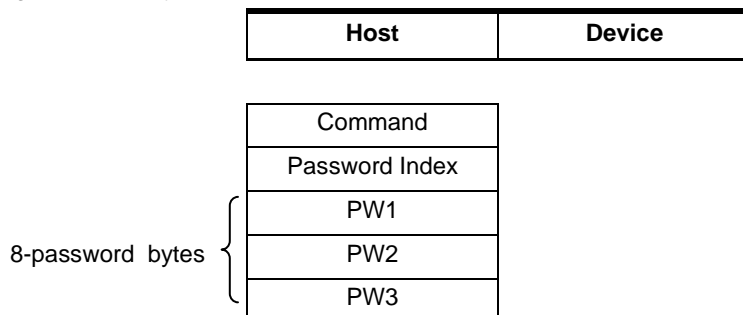 Host Device
Command
Password Index
PW1
8-password bytes PW2
PW3